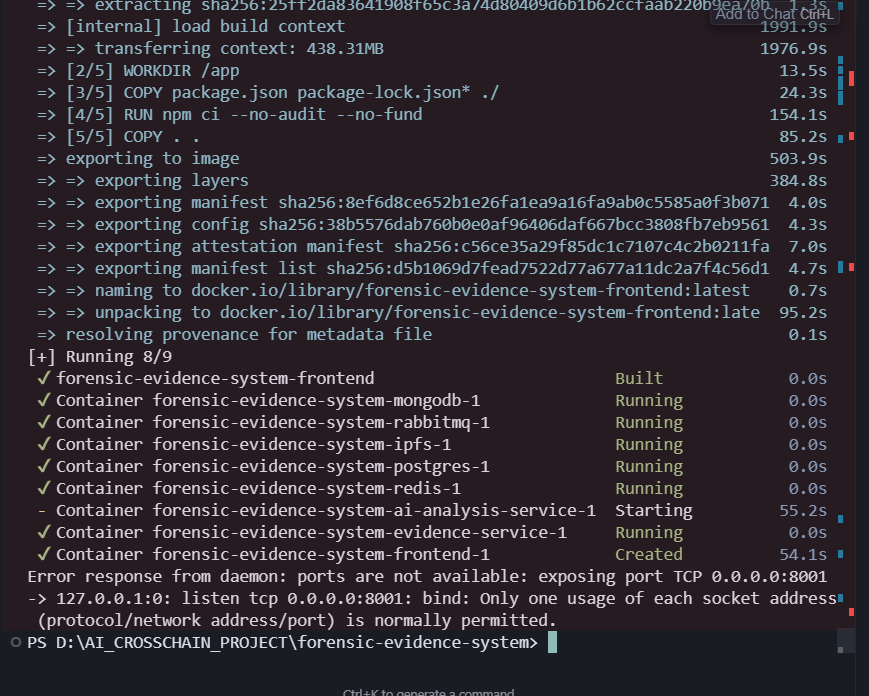 => => extracting sha256:25ff2da83641908f65c3a74d80409d6b1b62ccfaab220b9ea70b 1.3s
Add to Chat Ctrl+L
=> [internal] load build context 1991.9s
=> => transferring context: 438.31MB 1976.9s
=> [2/5] WORKDIR /app 13.5s
=> [3/5] COPY package.json package-lock.json* ./ 24.3s
=> [4/5] RUN npm ci --no-audit --no-fund 154.1s
=> [5/5] COPY . . 85.2s
=> exporting to image 503.9s
=> => exporting layers 384.8s
=> => exporting manifest sha256:8ef6d8ce652b1e26fa1ea9a16fa9ab0c5585a0f3b071 4.0s
=> => exporting config sha256:38b5576dab760b0e0af96406daf667bcc3808fb7eb9561 4.3s
=> => exporting attestation manifest sha256:c56ce35a29f85dc1c7107c4c2b0211fa 7.0s
=> => exporting manifest list sha256:d5b1069d7fead7522d77a677a11dc2a7f4c56d1 4.7s
=> => naming to docker.io/library/forensic-evidence-system-frontend:latest 0.7s
=> => unpacking to docker.io/library/forensic-evidence-system-frontend:late 95.2s
=> resolving provenance for metadata file 0.1s
[+] Running 8/9
✓ forensic-evidence-system-frontend Built 0.0s
✓ Container forensic-evidence-system-mongodb-1 Running 0.0s
✓ Container forensic-evidence-system-rabbitmq-1 Running 0.0s
✓ Container forensic-evidence-system-ipfs-1 Running 0.0s
✓ Container forensic-evidence-system-postgres-1 Running 0.0s
✓ Container forensic-evidence-system-redis-1 Running 0.0s
- Container forensic-evidence-system-ai-analysis-service-1 Starting 55.2s
✓ Container forensic-evidence-system-evidence-service-1 Running 0.0s
✓ Container forensic-evidence-system-frontend-1 Created 54.1s
Error response from daemon: ports are not available: exposing port TCP 0.0.0.0:8001
-> 127.0.0.1:0: listen tcp 0.0.0.0:8001: bind: Only one usage of each socket address
(protocol/network address/port) is normally permitted.
PS D:\AI_CROSSCHAIN_PROJECT\forensic-evidence-system>
Ctrl+K to generate a command